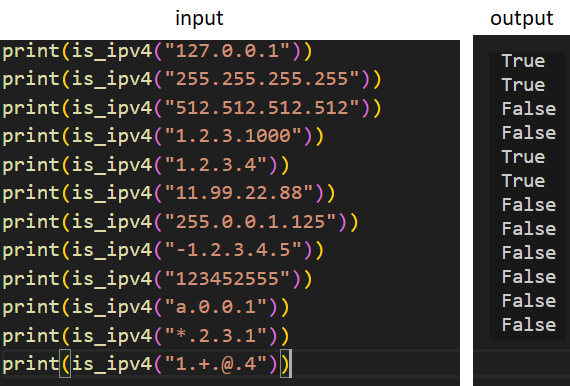 input
print(is_ipv4("127.0.0.1"))
print(is_ipv4("255.255.255.255"))
print(is_ipv4("512.512.512.512"))
print(is_ipv4("1.2.3.1000"))
print(is_ipv4("1.2.3.4"))
print(is_ipv4("11.99.22.88"))
print(is_ipv4("255.0.0.1.125"))
print(is_ipv4("-1.2.3.4.5"))
print(is_ipv4("123452555"))
print(is_ipv4("a.0.0.1"))
print(is_ipv4("*.2.3.1"))
print(is_ipv4("1.+.@.4"))
output
True
True
False
False
True
True
False
False
False
False
False
False